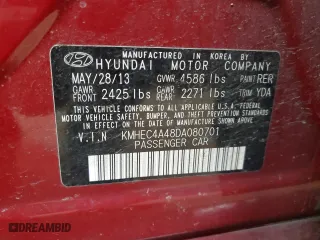 MANUFACTURED IN KOREA BY
HYUNDAI MOTOR COMPANY
MAY/28/13 GVWR 4586 lbs PAINT RER
GAWR FRONT 2425 lbs GAWR REAR 2271 lbs TRIM YDA
THIS VEHICLE CONFORMS TO ALL APPLICABLE U.S.A. FEDERAL
MOTOR VEHICLE SAFETY, BUMPER, AND THEFT PREVENTION
STANDARDS IN EFFECT ON THE DATE OF MANUFACTURE SHOWN ABOVE.
V.I.N KMHEC4A48DA080701
PASSENGER CAR
DREAMBID.COM